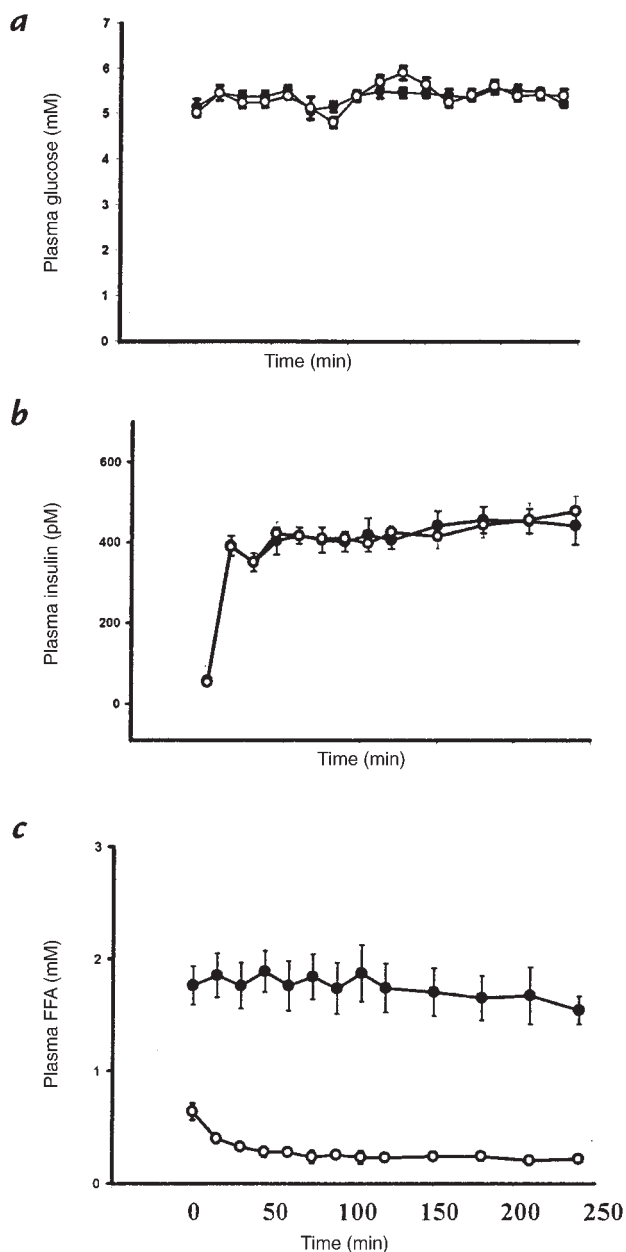 a
7
6
5
4
3
2
1
0
Plasma glucose (mM)
Time (min)
b
600
400
200
0
Plasma insulin (pM)
Time (min)
c
3
2
1
0
Plasma FFA (mM)
0 50 100 150 200 250
Time (min)